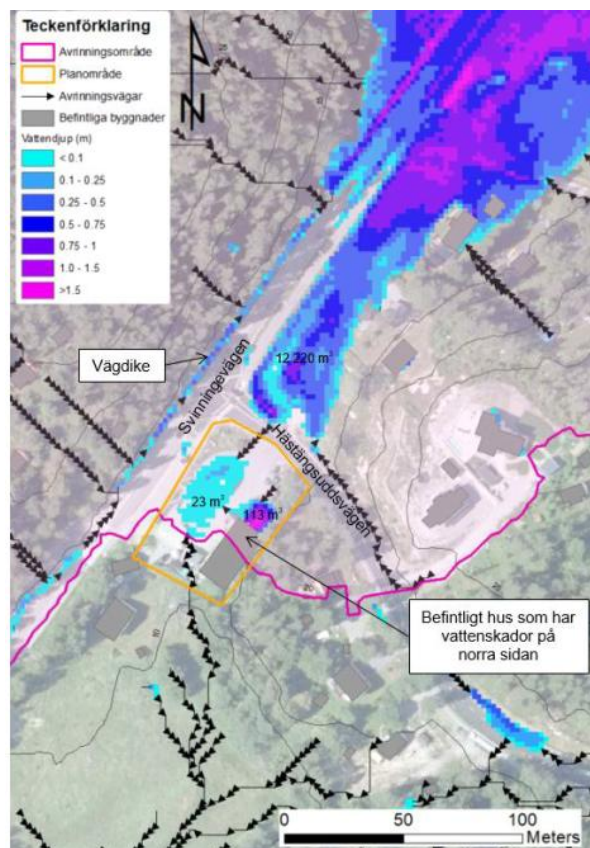 Teckenförklaring
Avrinningsområde
Planområde
Avrinningsvägar
Befintliga byggnader
Vattendjup (m)
< 0.1
0.1 - 0.25
0.25 - 0.5
0.5 - 0.75
0.75 - 1
1.0 - 1.5
>1.5
N
Vägdike
Svinningevägen
12 220 m³
Hästängsuddsvägen
23 m³
113 m³
Befintligt hus som har
vattenskador på
norra sidan
0 50 100
Meters